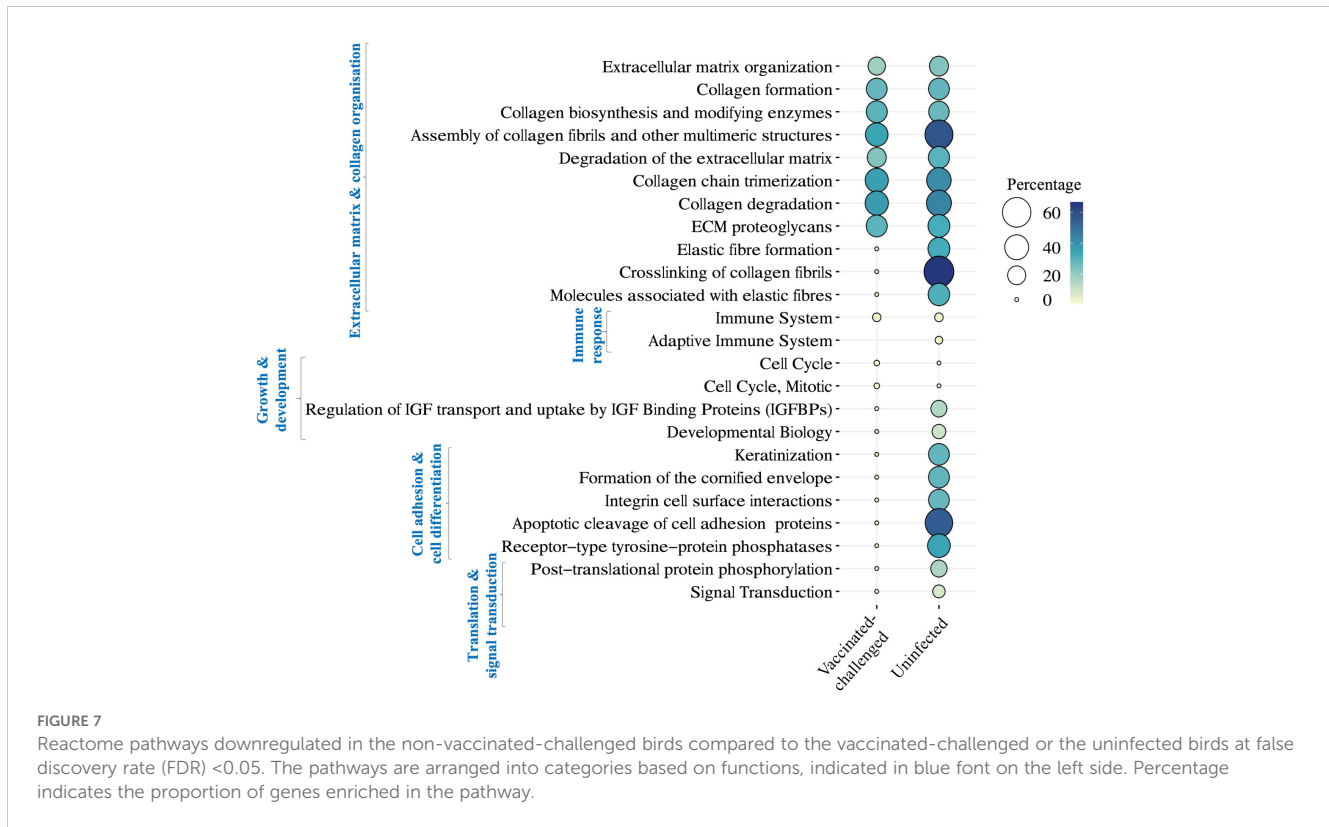 Extracellular matrix & collagen organisation
Immune
response
Growth &
development
Cell adhesion &
cell differentiation
Translation &
signal transduction
Extracellular matrix organization
Collagen formation
Collagen biosynthesis and modifying enzymes
Assembly of collagen fibrils and other multimeric structures
Degradation of the extracellular matrix
Collagen chain trimerization
Collagen degradation
ECM proteoglycans
Elastic fibre formation
Crosslinking of collagen fibrils
Molecules associated with elastic fibres
Immune System
Adaptive Immune System
Cell Cycle
Cell Cycle, Mitotic
Regulation of IGF transport and uptake by IGF Binding Proteins (IGFBPs)
Developmental Biology
Keratinization
Formation of the cornified envelope
Integrin cell surface interactions
Apoptotic cleavage of cell adhesion proteins
Receptor−type tyrosine−protein phosphatases
Post−translational protein phosphorylation
Signal Transduction
Vaccinated-
challenged
Uninfected
Percentage
60
40
20
0
FIGURE 7
Reactome pathways downregulated in the non-vaccinated-challenged birds compared to the vaccinated-challenged or the uninfected birds at false
discovery rate (FDR) <0.05. The pathways are arranged into categories based on functions, indicated in blue font on the left side. Percentage
indicates the proportion of genes enriched in the pathway.